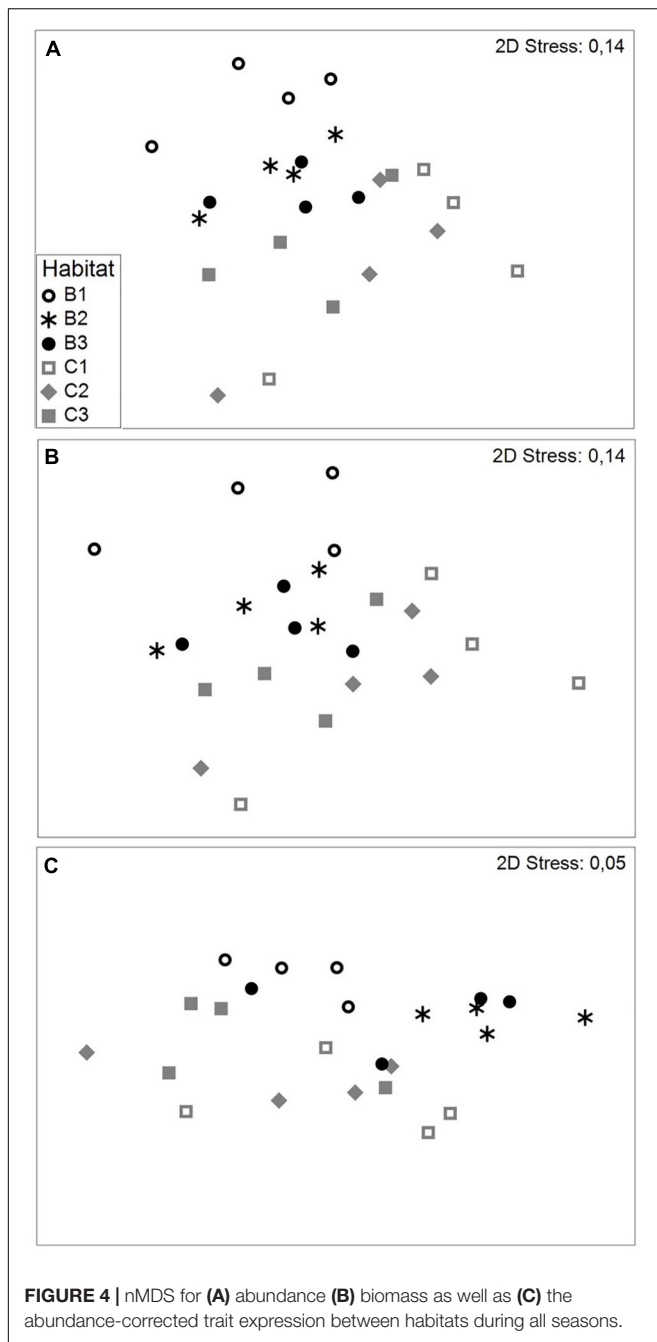 A
2D Stress: 0,14
Habitat
B1
B2
B3
C1
C2
C3
B
2D Stress: 0,14
C
2D Stress: 0,05
FIGURE 4 | nMDS for (A) abundance (B) biomass as well as (C) the
abundance-corrected trait expression between habitats during all seasons.